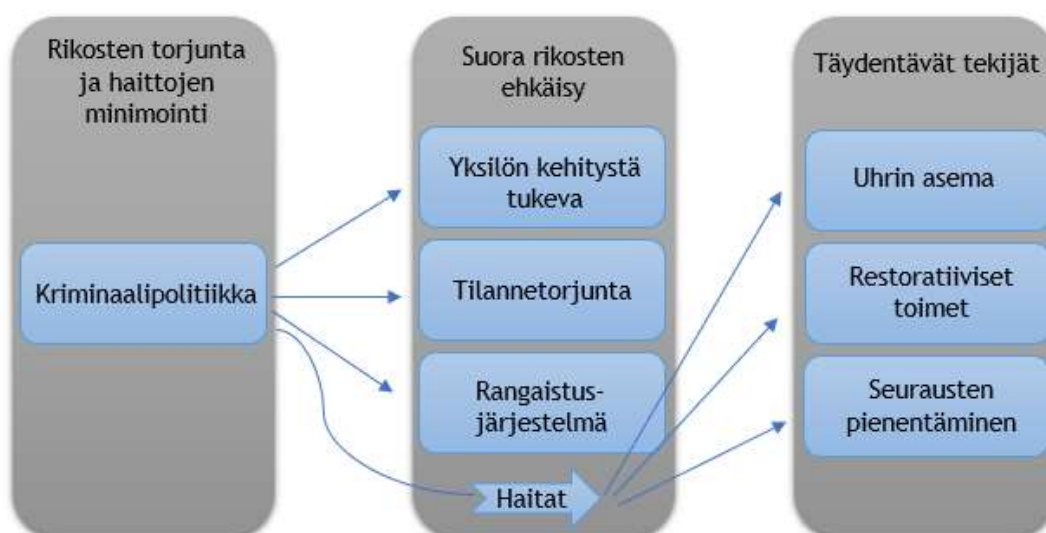 Rikosten torjunta
ja haittojen
minimointi
Kriminaalipolitiikka
Suora rikosten
ehkäisy
Yksilön kehitystä
tukeva
Tilannetorjunta
Rangaistus-
järjestelmä
Haitat
Täydentävät tekijät
Uhrin asema
Restoratiiviset
toimet
Seurausten
pienentäminen